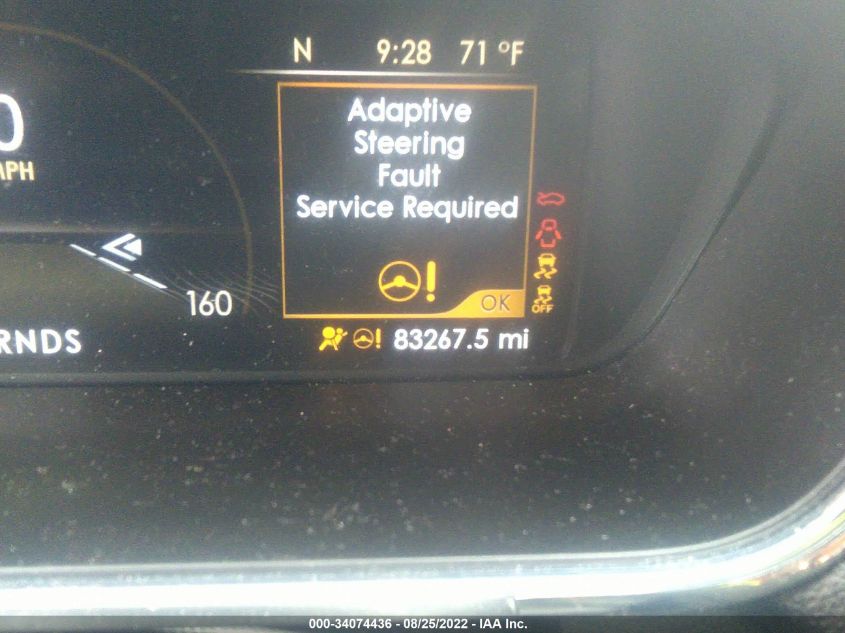 N 9:28 71 °F
Adaptive
Steering
Fault
Service Required
OK
OFF
0
MPH
160
RNDS
83267.5 mi
000-34074436 - 08/25/2022 - IAA Inc.